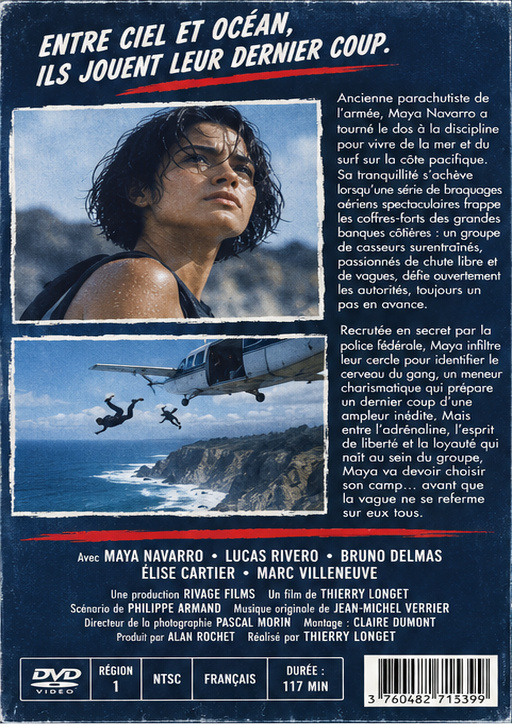 ENTRE CIEL ET OCÉAN,
ILS JOUENT LEUR DERNIER COUP.
Ancienne parachutiste de
l'armée, Maya Navarro a
tourné le dos à la discipline
pour vivre de la mer et du
surf sur la côte pacifique.
Sa tranquillité s'achève
lorsqu'une série de braquages
aériens spectaculaires frappe
les coffres-forts des grandes
banques côtières : un groupe
de casseurs surentraînés,
passionnés de chute libre et
de vagues, défie ouvertement
les autorités, toujours un
pas en avance.
Recrutée en secret par la
police fédérale, Maya infiltre
leur cercle pour identifier le
cerveau du gang, un meneur
charismatique qui prépare
un dernier coup d'une
ampleur inédite. Mais
entre l'adrénaline, l'esprit
de liberté et la loyauté qui
naît au sein du groupe,
Maya va devoir choisir
son camp... avant que
la vague ne se referme
sur eux tous.
Avec MAYA NAVARRO • LUCAS RIVERO • BRUNO DELMAS
ÉLISE CARTIER • MARC VILLENEUVE
Une production RIVAGE FILMS Un film de THIERRY LONGET
Scénario de PHILIPPE ARMAND Musique originale de JEAN-MICHEL VERRIER
Directeur de la photographie PASCAL MORIN Montage : CLAIRE DUMONT
Produit par ALAN ROCHET Réalisé par THIERRY LONGET
DVD
VIDÉO
RÉGION
1
NTSC
FRANÇAIS
DURÉE :
117 MIN
3 760482 715399